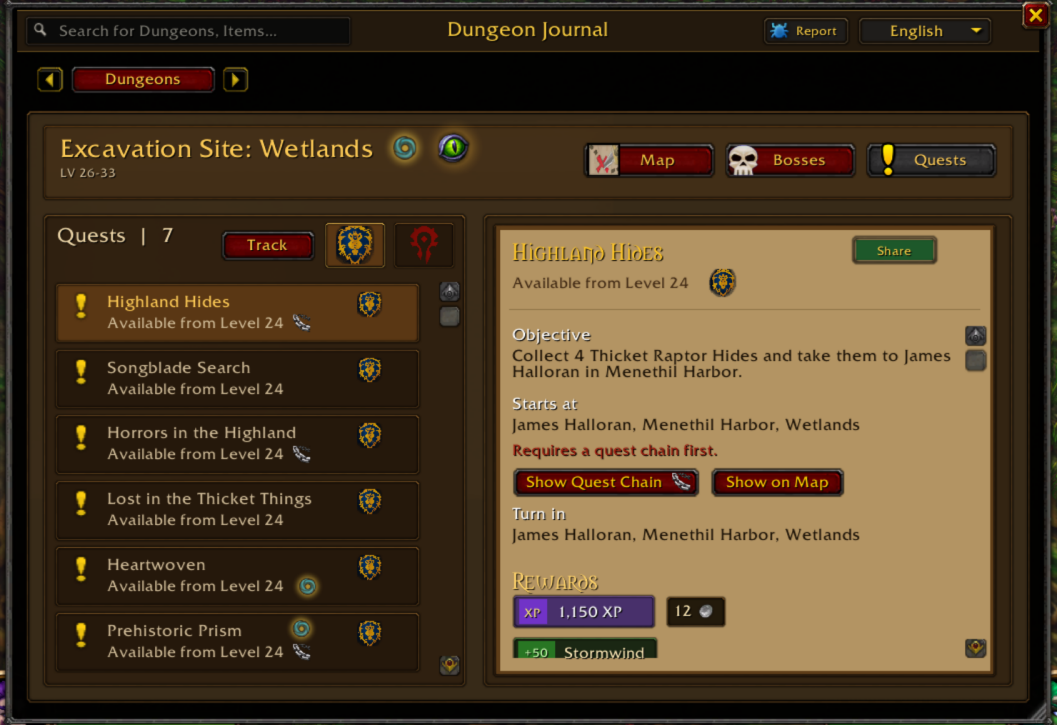 Search for Dungeons, Items...
Dungeon Journal
Report
English
Dungeons
Excavation Site: Wetlands
LV 26-33
Map
Bosses
Quests
Quests | 7
Track
Highland Hides
Available from Level 24
Songblade Search
Available from Level 24
Horrors in the Highland
Available from Level 24
Lost in the Thicket Things
Available from Level 24
Heartwoven
Available from Level 24
Prehistoric Prism
Available from Level 24
Highland Hides
Share
Available from Level 24
Objective
Collect 4 Thicket Raptor Hides and take them to James
Halloran in Menethil Harbor.
Starts at
James Halloran, Menethil Harbor, Wetlands
Requires a quest chain first.
Show Quest Chain
Show on Map
Turn in
James Halloran, Menethil Harbor, Wetlands
Rewards
XP 1,150 XP
12
+50 Stormwind